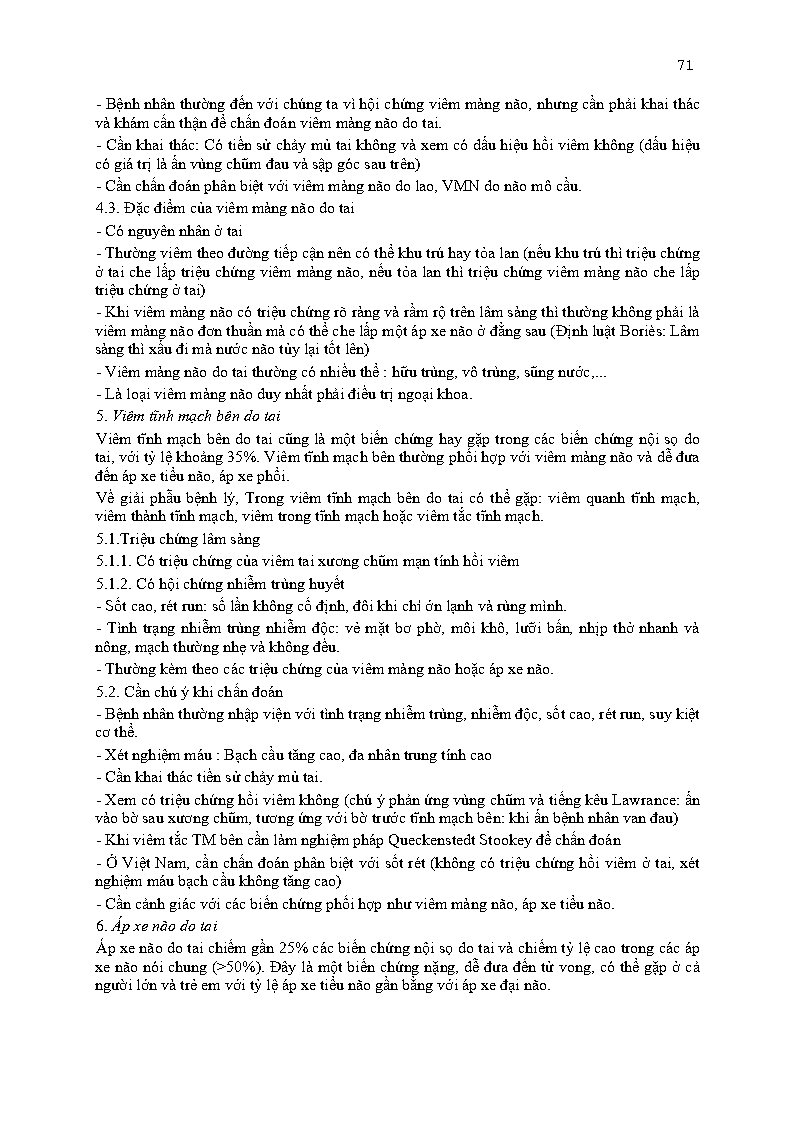 71
- Bệnh nhân thường đến với chúng ta vì hội chứng viêm màng não, nhưng cần phải khai thác
và khám cẩn thận để chẩn đoán viêm màng não do tai.
- Cần khai thác: Có tiền sử chảy mủ tai không và xem có dấu hiệu hồi viêm không (dấu hiệu
có giá trị là ấn vùng chũm đau và sập góc sau trên)
- Cần chẩn đoán phân biệt với viêm màng não do lao, VMN do não mô cầu.
4.3. Đặc điểm của viêm màng não do tai
- Có nguyên nhân ở tai
- Thường viêm theo đường tiếp cận nên có thể khu trú hay tỏa lan (nếu khu trú thì triệu chứng
ở tai che lấp triệu chứng viêm màng não, nếu tỏa lan thì triệu chứng viêm màng não che lấp
triệu chứng ở tai)
- Khi viêm màng não có triệu chứng rõ ràng và rầm rộ trên lâm sàng thì thường không phải là
viêm màng não đơn thuần mà có thể che lấp một áp xe não ở đằng sau (Định luật Boriès: Lâm
sàng thì xấu đi mà nước não tủy lại tốt lên)
- Viêm màng não do tai thường có nhiều thể : hữu trùng, vô trùng, sũng nước,...
- Là loại viêm màng não duy nhất phải điều trị ngoại khoa.
5. Viêm tĩnh mạch bên do tai
Viêm tĩnh mạch bên do tai cũng là một biến chứng hay gặp trong các biến chứng nội sọ do
tai, với tỷ lệ khoảng 35%. Viêm tĩnh mạch bên thường phối hợp với viêm màng não và dễ đưa
đến áp xe tiểu não, áp xe phổi.
Về giải phẫu bệnh lý, Trong viêm tĩnh mạch bên do tai có thể gặp: viêm quanh tĩnh mạch,
viêm thành tĩnh mạch, viêm trong tĩnh mạch hoặc viêm tắc tĩnh mạch.
5.1.Triệu chứng lâm sàng
5.1.1. Có triệu chứng của viêm tai xương chũm mạn tính hồi viêm
5.1.2. Có hội chứng nhiễm trùng huyết
- Sốt cao, rét run: số lần không cố định, đôi khi chỉ ớn lạnh và rùng mình.
- Tình trạng nhiễm trùng nhiễm độc: vẻ mặt bơ phờ, môi khô, lưỡi bẩn, nhịp thở nhanh và
nông, mạch thường nhẹ và không đều.
- Thường kèm theo các triệu chứng của viêm màng não hoặc áp xe não.
5.2. Cần chú ý khi chẩn đoán
- Bệnh nhân thường nhập viện với tình trạng nhiễm trùng, nhiễm độc, sốt cao, rét run, suy kiệt
cơ thể.
- Xét nghiệm máu : Bạch cầu tăng cao, đa nhân trung tính cao
- Cần khai thác tiền sử chảy mủ tai.
- Xem có triệu chứng hồi viêm không (chú ý phản ứng vùng chũm và tiếng kêu Lawrance: ấn
vào bờ sau xương chũm, tương ứng với bờ trước tĩnh mạch bên: khi ấn bệnh nhân van đau)
- Khi viêm tắc TM bên cần làm nghiệm pháp Queckenstedt Stookey để chẩn đoán
- Ở Việt Nam, cần chẩn đoán phân biệt với sốt rét (không có triệu chứng hồi viêm ở tai, xét
nghiệm máu bạch cầu không tăng cao)
- Cần cảnh giác với các biến chứng phối hợp như viêm màng não, áp xe tiểu não.
6. Ấp xe não do tai
Ấp xe não do tai chiếm gần 25% các biến chứng nội sọ do tai và chiếm tỷ lệ cao trong các áp
xe não nói chung (>50%). Đây là một biến chứng nặng, dễ đưa đến tử vong, có thể gặp ở cả
người lớn và trẻ em với tỷ lệ áp xe tiểu não gần bằng với áp xe đại não.